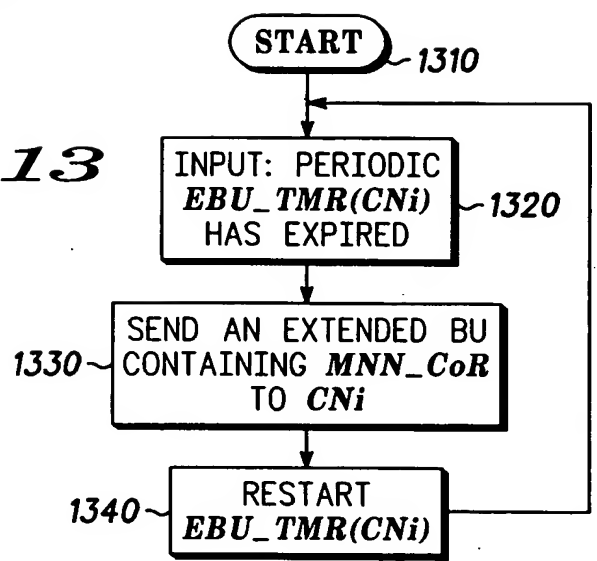 START
1310
13
INPUT: PERIODIC
EBU_TMR(CNi)
HAS EXPIRED
1320
SEND AN EXTENDED BU
CONTAINING MNN_CoR
TO CNi
1330
RESTART
EBU_TMR(CNi)
1340